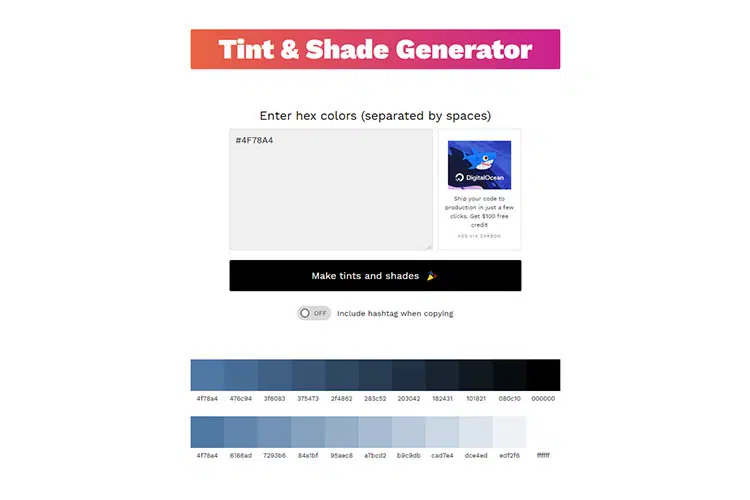 Tint & Shade Generator
Enter hex colors (separated by spaces)
#4F78A4
DigitalOcean
Ship your code to
production in just a few
clicks. Get $100 free
credit
ADS VIA CARBON
Make tints and shades 🎉
OFF Include hashtag when copying
4f78a4 476c94 3f6083 375473 2f4862 283c52 203042 182431 101821 080c10 000000
4f78a4 6186ad 7293b6 84a1bf 95aec8 a7bcd2 b9c9db cad7e4 dce4ed edf2f6 ffffff